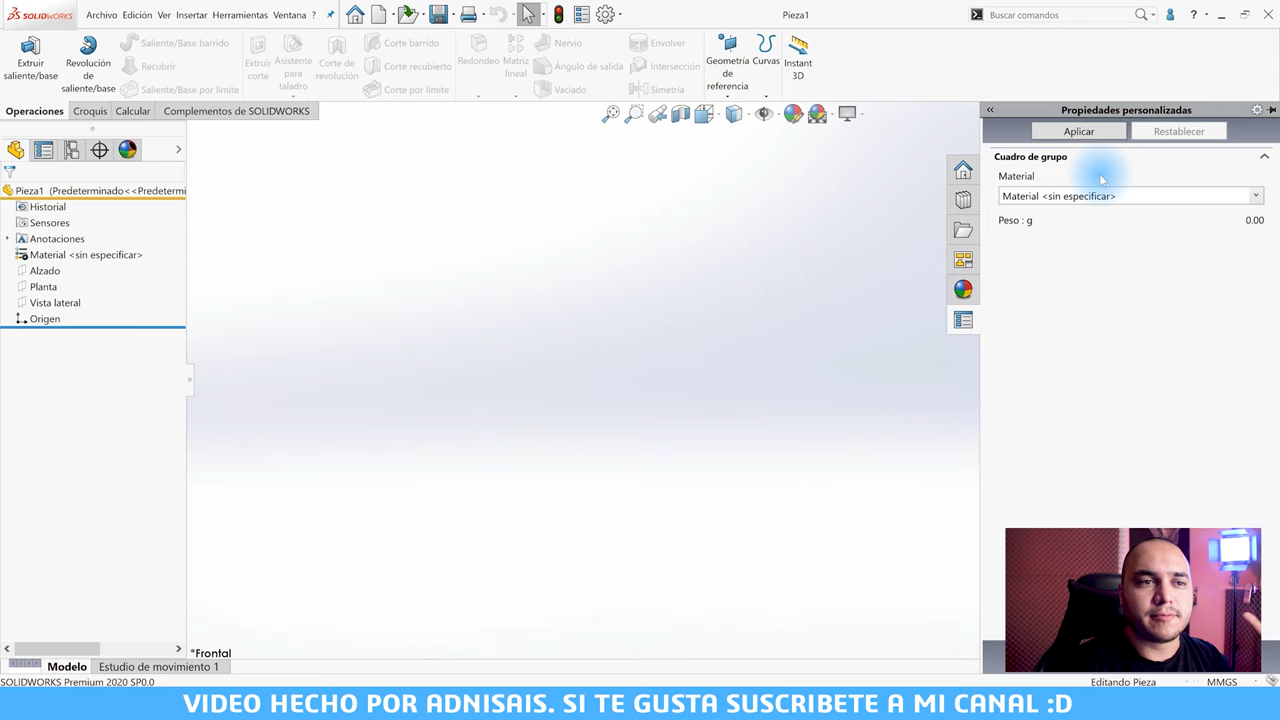 SOLIDWORKS
Archivo Edición Ver Insertar Herramientas Ventana ?
Pieza1
Buscar comandos
?
Extruir saliente/base
Revolución de saliente/base
Saliente/Base barrido
Recubrir
Saliente/Base por límite
Extruir corte
Asistente para taladro
Corte de revolución
Corte barrido
Corte recubierto
Corte por límite
Redondeo
Matriz lineal
Nervio
Ángulo de salida
Vaciado
Envolver
Intersección
Simetría
Geometría de referencia
Curvas
Instant 3D
Operaciones Croquis Calcular Complementos de SOLIDWORKS
Propiedades personalizadas
Aplicar Restablecer
Cuadro de grupo
Material
Material <sin especificar>
Peso : g 0.00
Pieza1 (Predeterminado<<Predetermi
Historial
Sensores
Anotaciones
Material <sin especificar>
Alzado
Planta
Vista lateral
Origen
*Frontal
Modelo Estudio de movimiento 1
SOLIDWORKS Premium 2020 SP0.0
Editando Pieza MMGS
VIDEO HECHO POR ADNISAIS. SI TE GUSTA SUSCRIBETE A MI CANAL :D